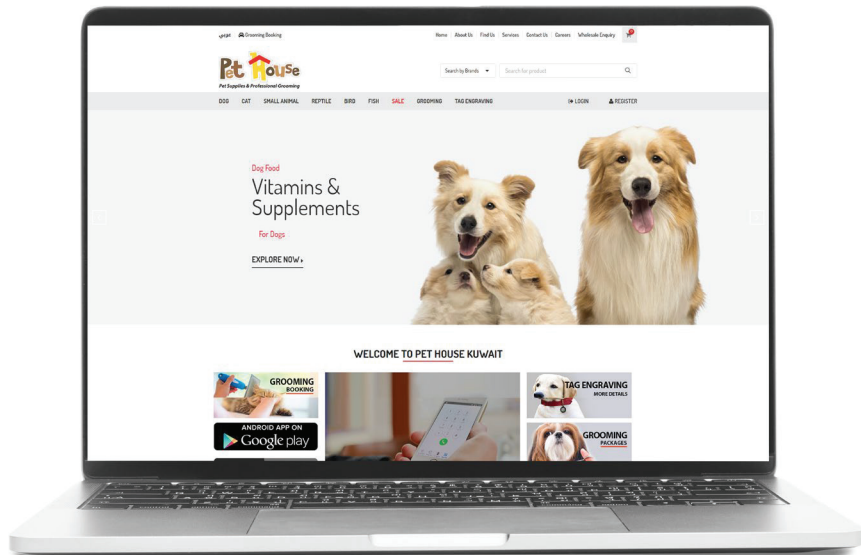 عربي Grooming Booking
Home About Us Find Us Services Contact Us Careers Wholesale Enquiry
Pet House
Pet Supplies & Professional Grooming
Search by Brands Search for product
DOG CAT SMALL ANIMAL REPTILE BIRD FISH SALE GROOMING TAG ENGRAVING LOGIN REGISTER
Dog Food
Vitamins &
Supplements
For Dogs
EXPLORE NOW
WELCOME TO PET HOUSE KUWAIT
GROOMING
BOOKING
ANDROID APP ON
Google play
TAG ENGRAVING
MORE DETAILS
GROOMING
PACKAGES